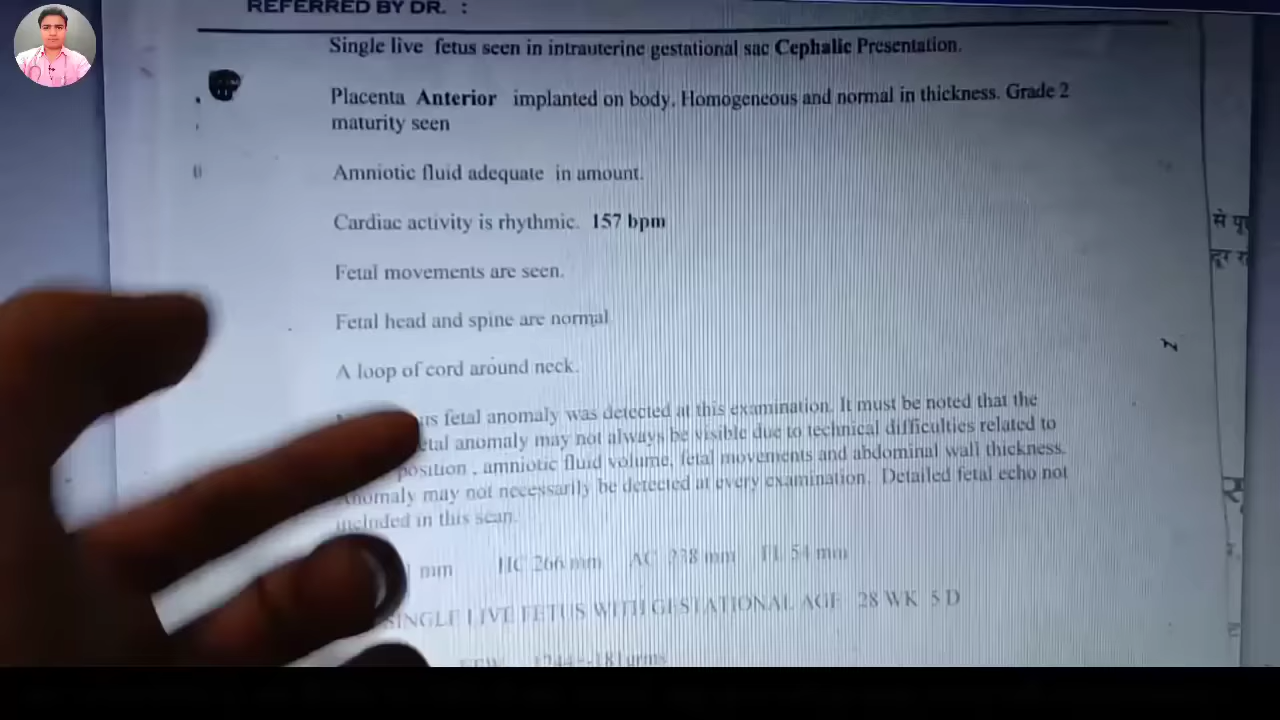 REFERRED BY DR. :
Single live fetus seen in intrauterine gestational sac Cephalic Presentation.
Placenta Anterior implanted on body. Homogeneous and normal in thickness. Grade 2
maturity seen
Amniotic fluid adequate in amount.
Cardiac activity is rhythmic. 157 bpm
Fetal movements are seen.
Fetal head and spine are normal
A loop of cord around neck.
fetal anomaly was detected at this examination. It must be noted that the
anomaly may not always be visible due to technical difficulties related to
position , amniotic fluid volume, fetal movements and abdominal wall thickness.
anomaly may not necessarily be detected at every examination. Detailed fetal echo not
included in this scan.
mm HC 266 mm AC 238 mm FL 54 mm
SINGLE LIVE FETUS WITH GESTATIONAL AGE 28 WK 5 D
से
दूर